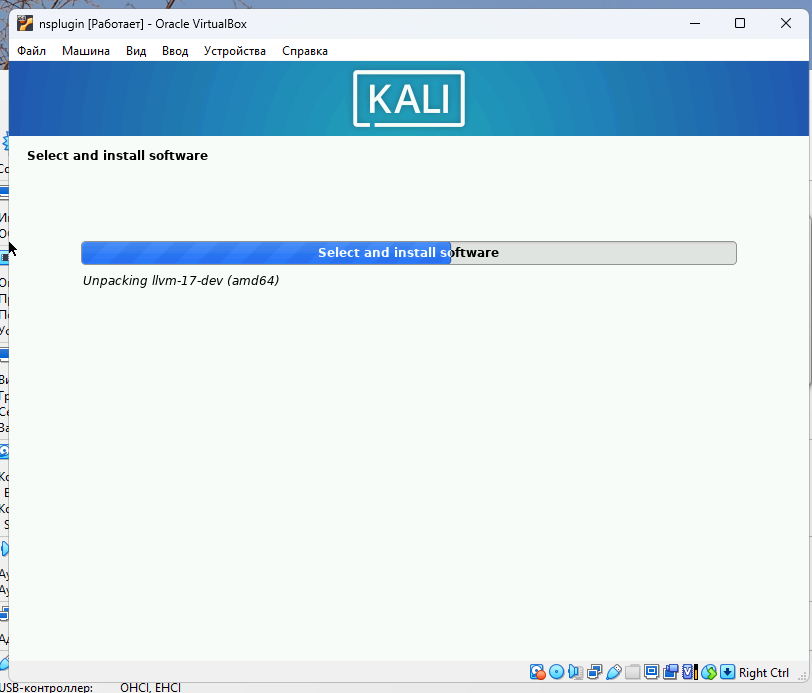 nsplugin [Работает] - Oracle VirtualBox
Файл Машина Вид Ввод Устройства Справка
KALI
Select and install software
Select and install software
Unpacking llvm-17-dev (amd64)
Right Ctrl
USB-контроллер: OHCI, EHCI